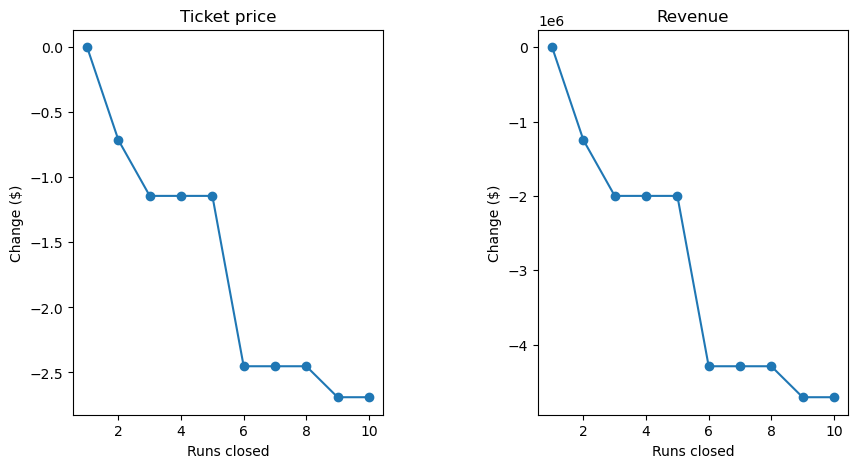 Ticket price
0.0
−0.5
−1.0
−1.5
−2.0
−2.5
Change ($)
2 4 6 8 10
Runs closed
Revenue
1e6
0
−1
−2
−3
−4
Change ($)
2 4 6 8 10
Runs closed